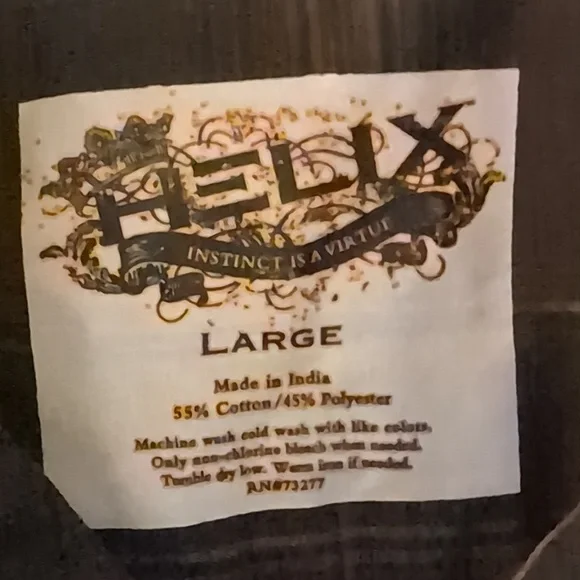 HELIX
INSTINCT IS A VIRTUE
LARGE
Made in India
55% Cotton/45% Polyester
Machine wash cold wash with like colors.
Only non-chlorine bleach when needed.
Tumble dry low. Warm iron if needed.
RN#73277